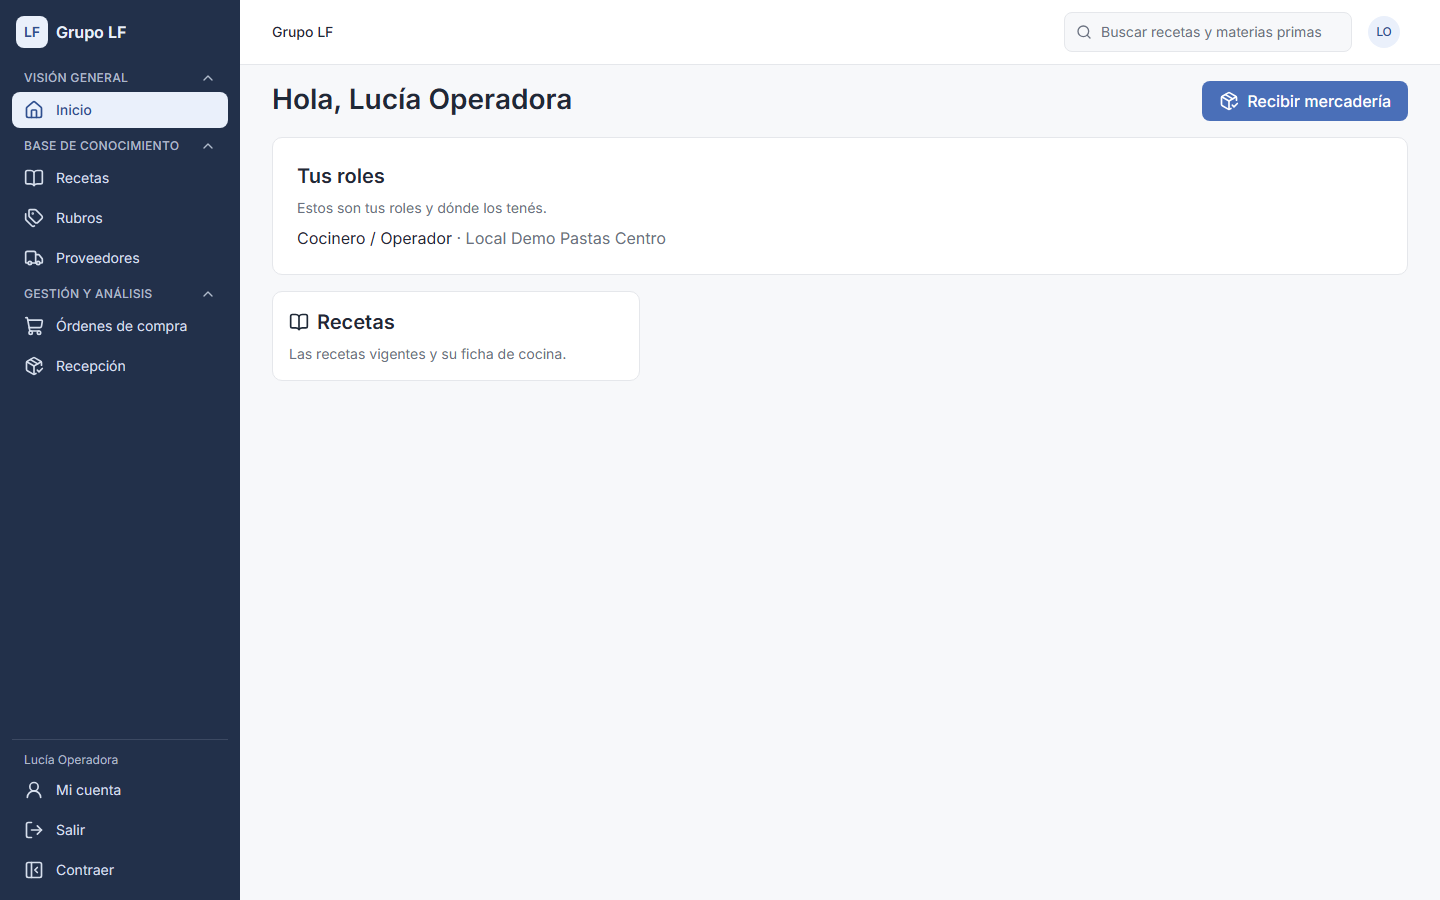 LF Grupo LF
VISIÓN GENERAL
Inicio
BASE DE CONOCIMIENTO
Recetas
Rubros
Proveedores
GESTIÓN Y ANÁLISIS
Órdenes de compra
Recepción
Lucía Operadora
Mi cuenta
Salir
Contraer
Grupo LF
Buscar recetas y materias primas
LO
Hola, Lucía Operadora
Recibir mercadería
Tus roles
Estos son tus roles y dónde los tenés.
Cocinero / Operador · Local Demo Pastas Centro
Recetas
Las recetas vigentes y su ficha de cocina.